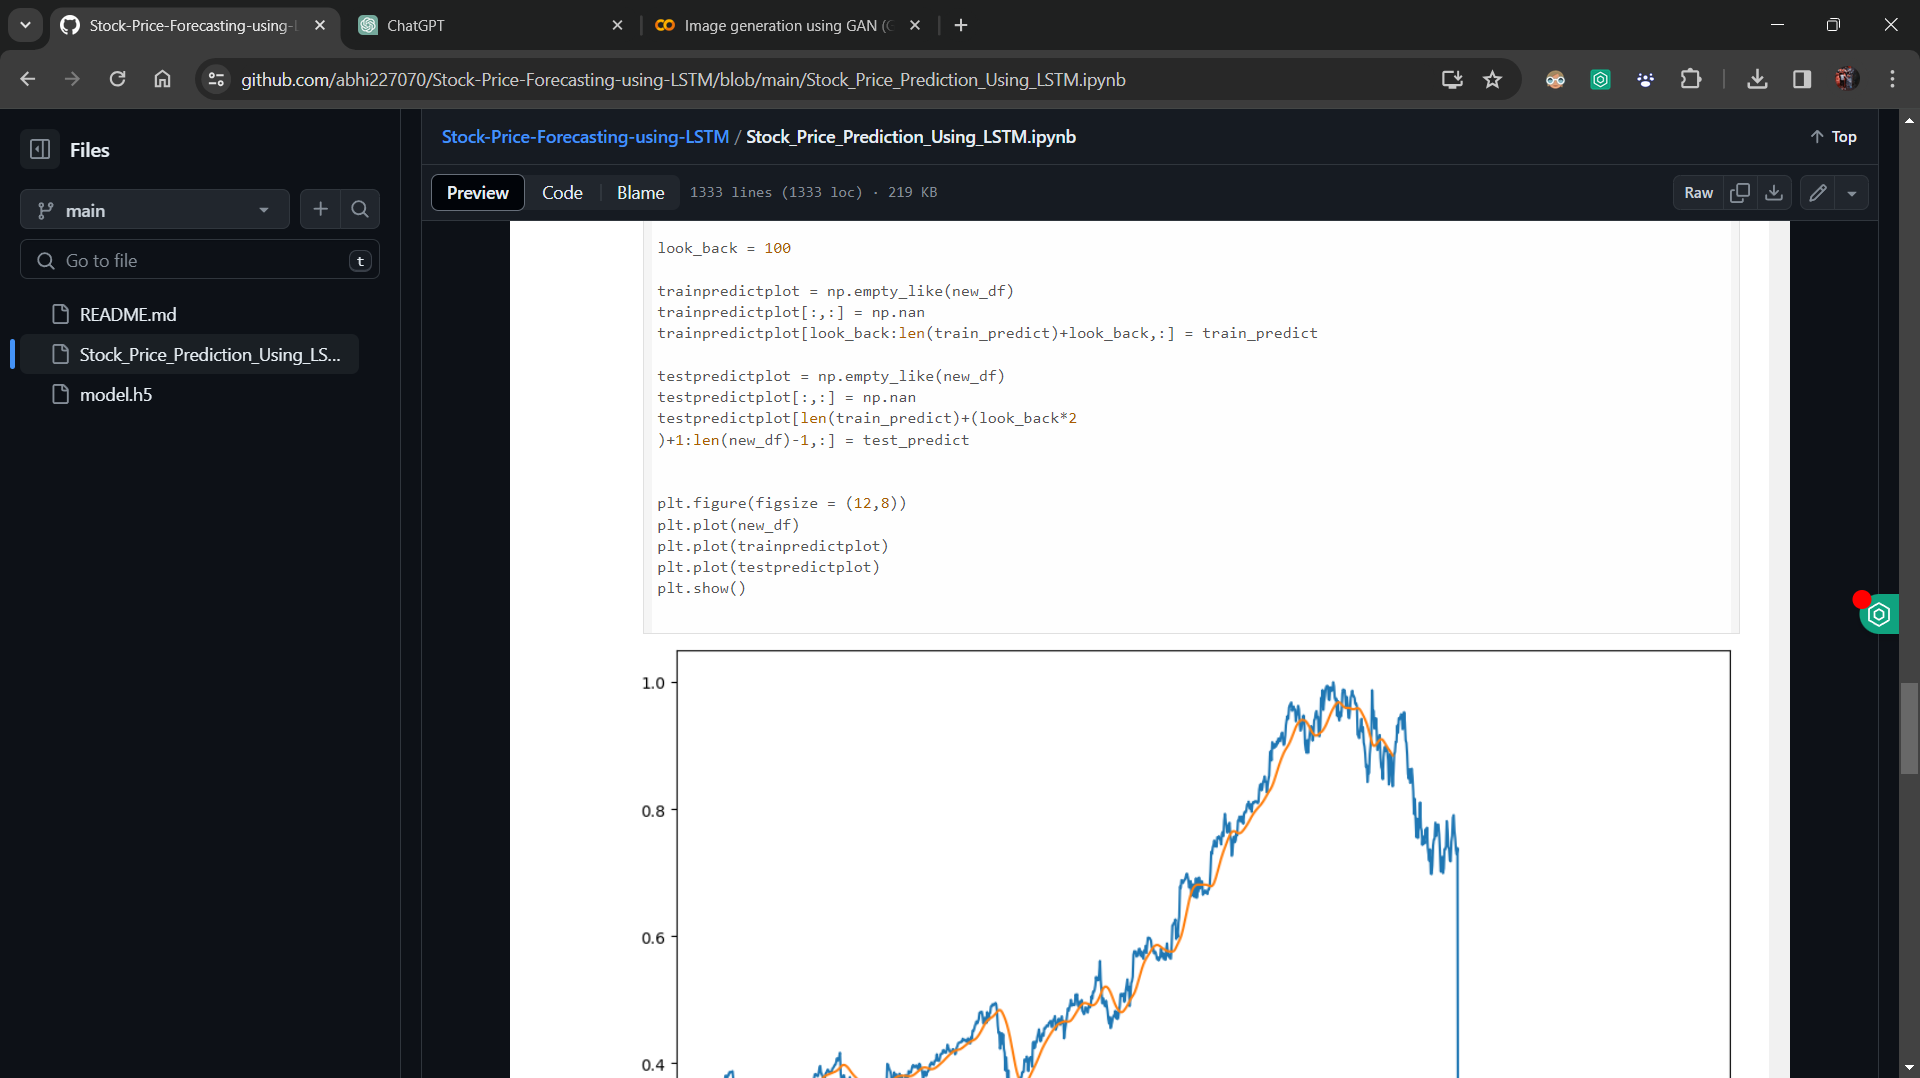 Stock-Price-Forecasting-using-
ChatGPT
Image generation using GAN (G
github.com/abhi227070/Stock-Price-Forecasting-using-LSTM/blob/main/Stock_Price_Prediction_Using_LSTM.ipynb
Files
main
Go to file
t
README.md
Stock_Price_Prediction_Using_LS...
model.h5
Stock-Price-Forecasting-using-LSTM / Stock_Price_Prediction_Using_LSTM.ipynb
Top
Preview
Code
Blame
1333 lines (1333 loc) · 219 KB
Raw
look_back = 100
trainpredictplot = np.empty_like(new_df)
trainpredictplot[:,:] = np.nan
trainpredictplot[look_back:len(train_predict)+look_back,:] = train_predict
testpredictplot = np.empty_like(new_df)
testpredictplot[:,:] = np.nan
testpredictplot[len(train_predict)+(look_back*2
)+1:len(new_df)-1,:] = test_predict
plt.figure(figsize = (12,8))
plt.plot(new_df)
plt.plot(trainpredictplot)
plt.plot(testpredictplot)
plt.show()
1.0
0.8
0.6
0.4